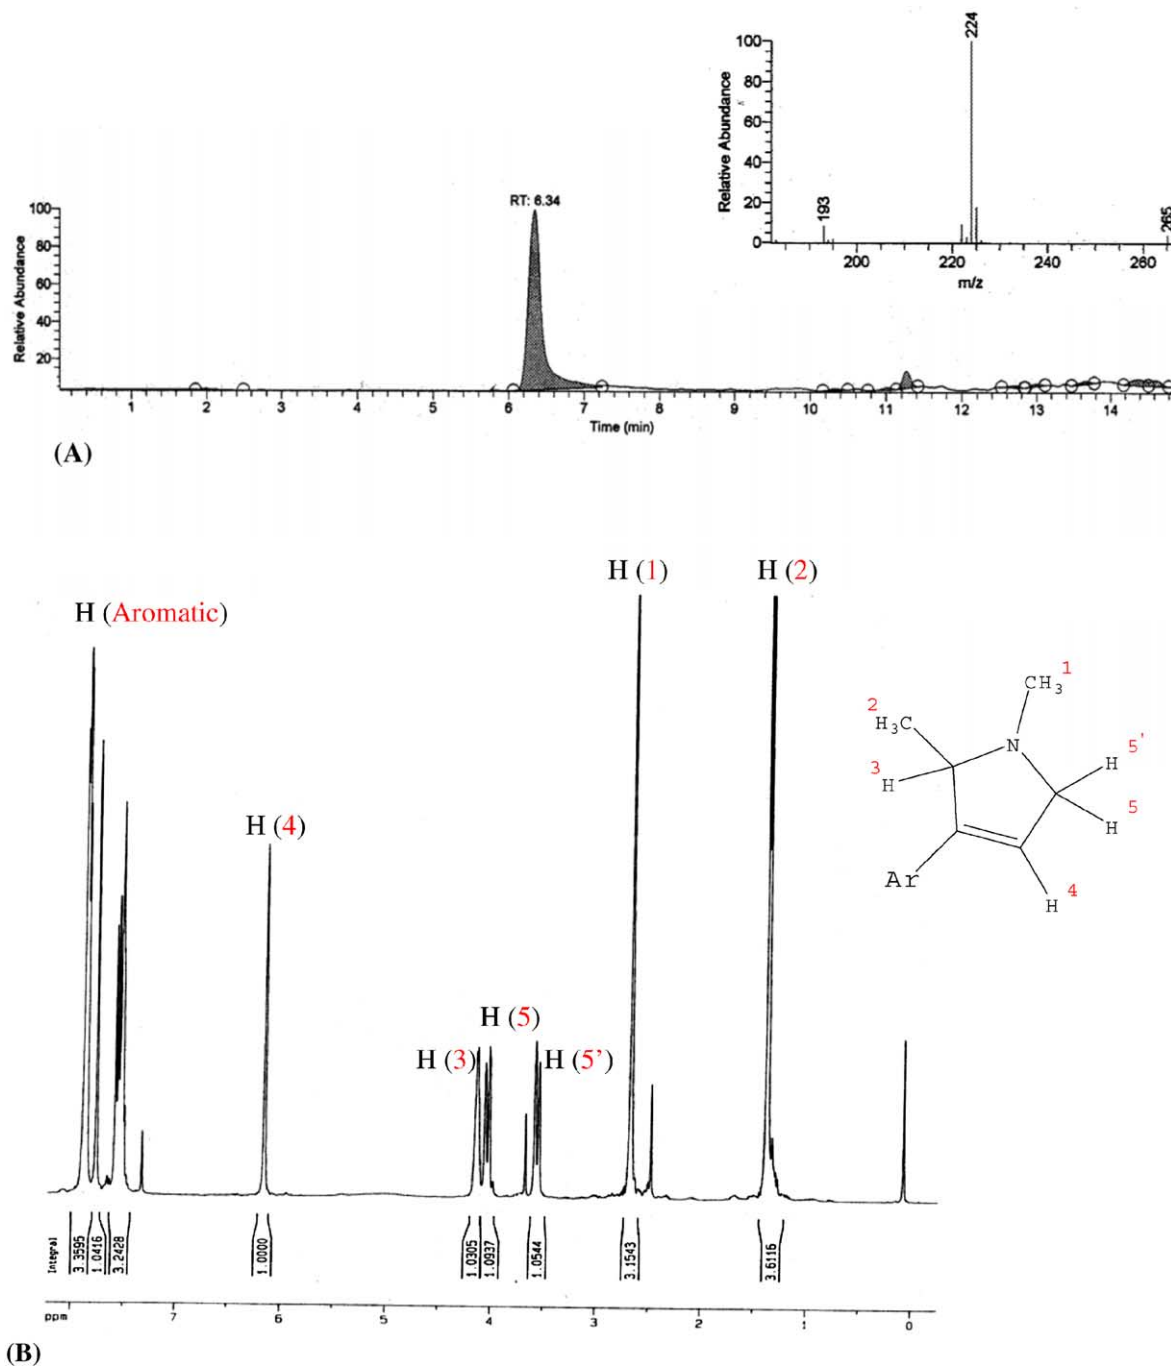 224
100
80
60
40
20
0
Relative Abundance
193
265
200
220
240
260
m/z
RT: 6.34
100
80
60
40
20
Relative Abundance
1 2 3 4 5 6 7 8 9 10 11 12 13 14
Time (min)
(A)
H (1)
H (2)
H (Aromatic)
H (4)
H (5)
H (3)
H (5')
1
CH3
2
H3C
N
5'
H
3
H
5
H
Ar
4
H
Integral
3.3595
1.0416
3.2428
1.0000
1.0305
1.0937
1.0544
3.1543
3.6116
ppm 7 6 5 4 3 2 1 0
(B)